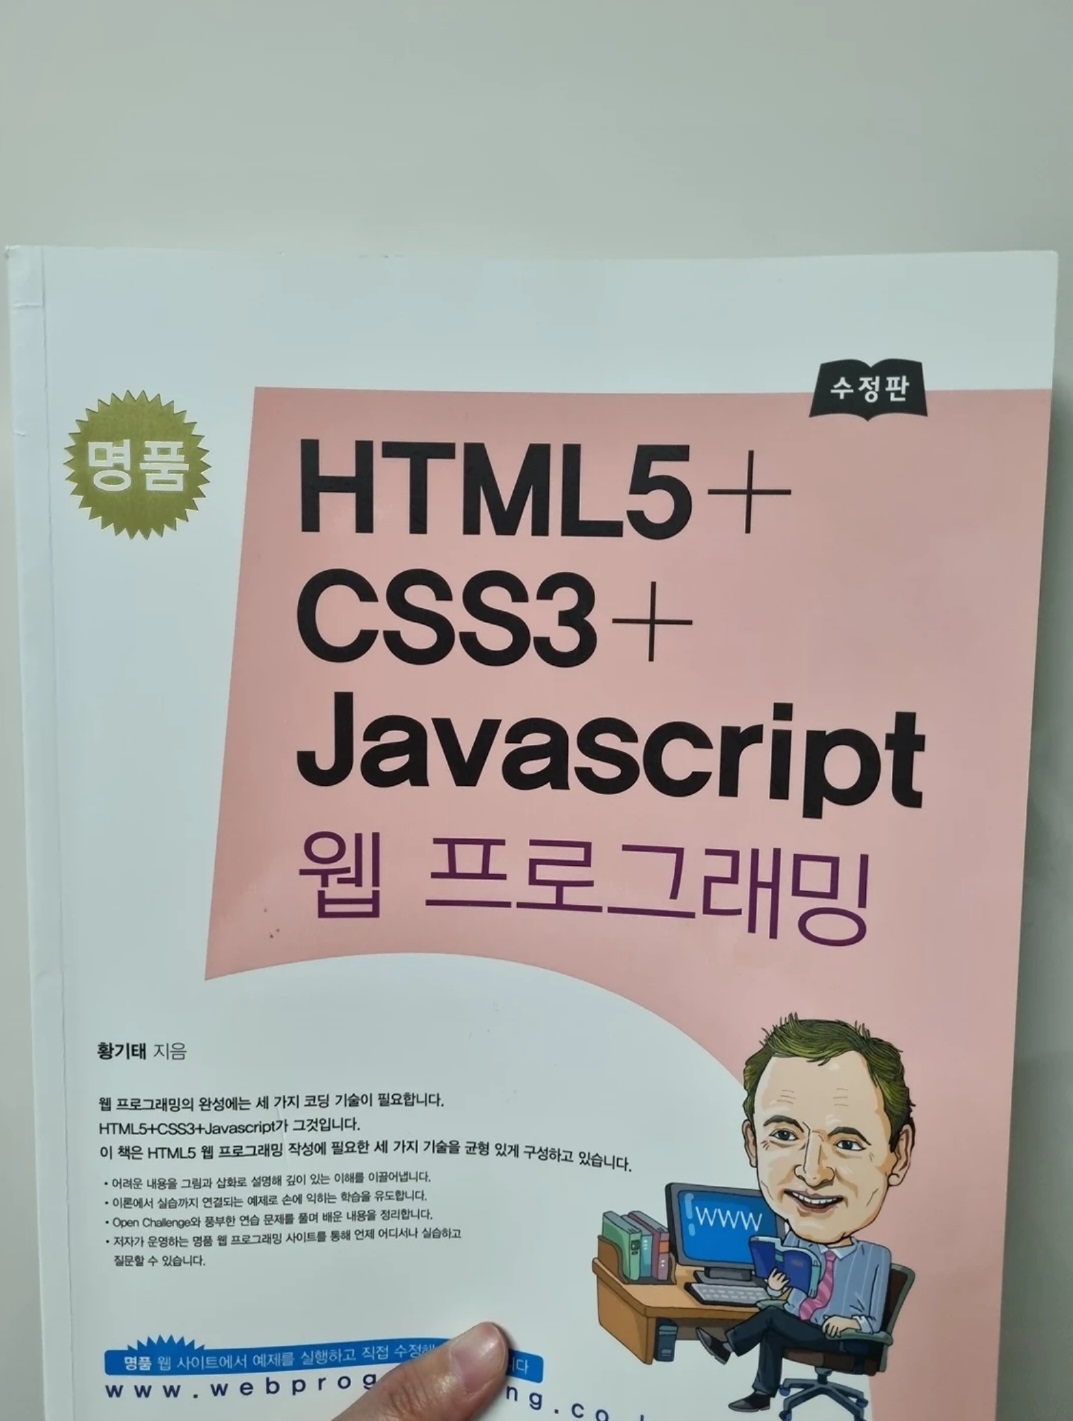 수정판
명품
HTML5+
CSS3+
Javascript
웹 프로그래밍
황기태 지음
웹 프로그래밍의 완성에는 세 가지 코딩 기술이 필요합니다.
HTML5+CSS3+Javascript가 그것입니다.
이 책은 HTML5 웹 프로그래밍 작성에 필요한 세 가지 기술을 균형 있게 구성하고 있습니다.
• 어려운 내용을 그림과 삽화로 설명해 깊이 있는 이해를 이끌어냅니다.
• 이론에서 실습까지 연결되는 예제로 손에 익히는 학습을 유도합니다.
• Open Challenge와 풍부한 연습 문제를 풀며 배운 내용을 정리합니다.
• 저자가 운영하는 명품 웹 프로그래밍 사이트를 통해 언제 어디서나 실습하고
질문할 수 있습니다.
WWW
명품 웹 사이트에서 예제를 실행하고 직접 수정해 니다
www.webprog ng.co.